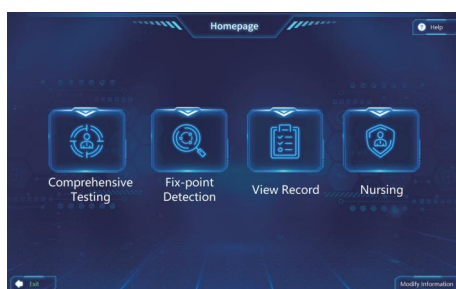 Homepage
Help
Comprehensive
Testing
Fix-point
Detection
View Record
Nursing
Exit
Modify Information